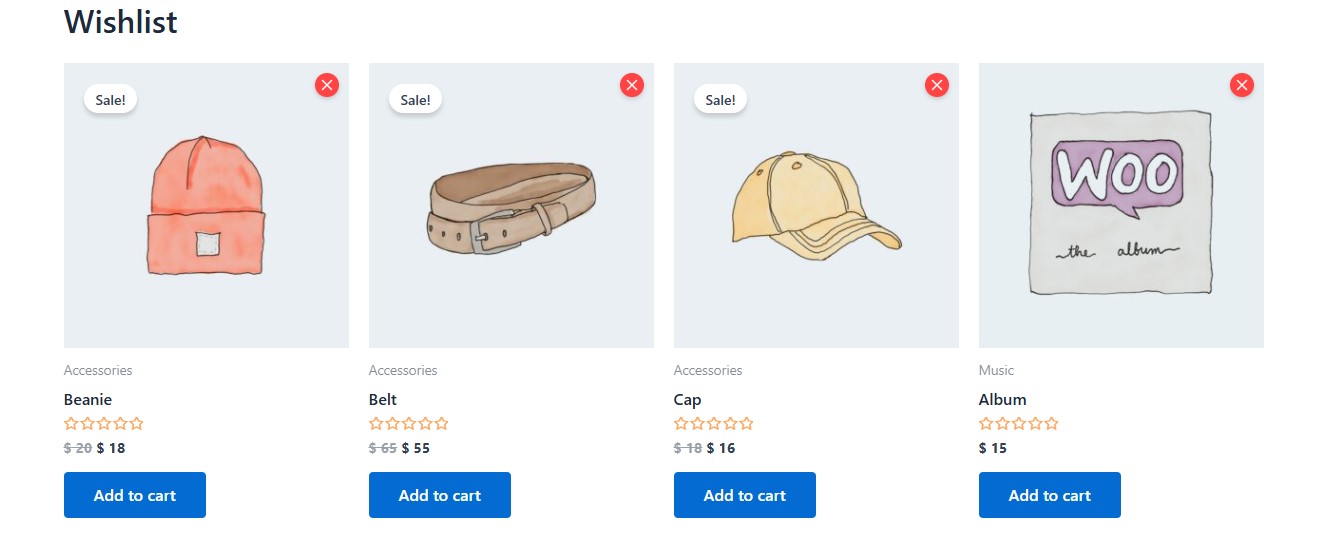 Wishlist
Sale!
Sale!
Sale!
WOO
the album
Accessories
Beanie
$ 20 $ 18
Add to cart
Accessories
Belt
$ 65 $ 55
Add to cart
Accessories
Cap
$ 18 $ 16
Add to cart
Music
Album
$ 15
Add to cart